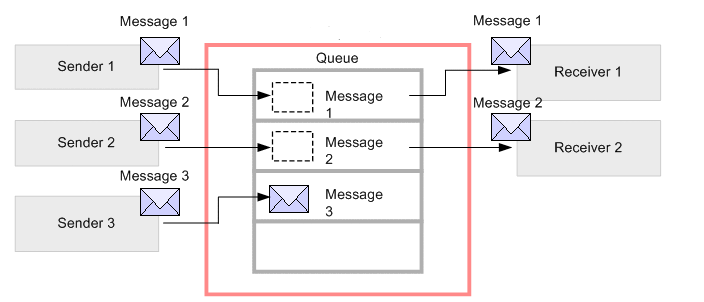 Message 1
Message 1
Sender 1
Queue
Receiver 1
Message
1
Message 2
Message 2
Sender 2
Message
2
Receiver 2
Message 3
Message
3
Sender 3